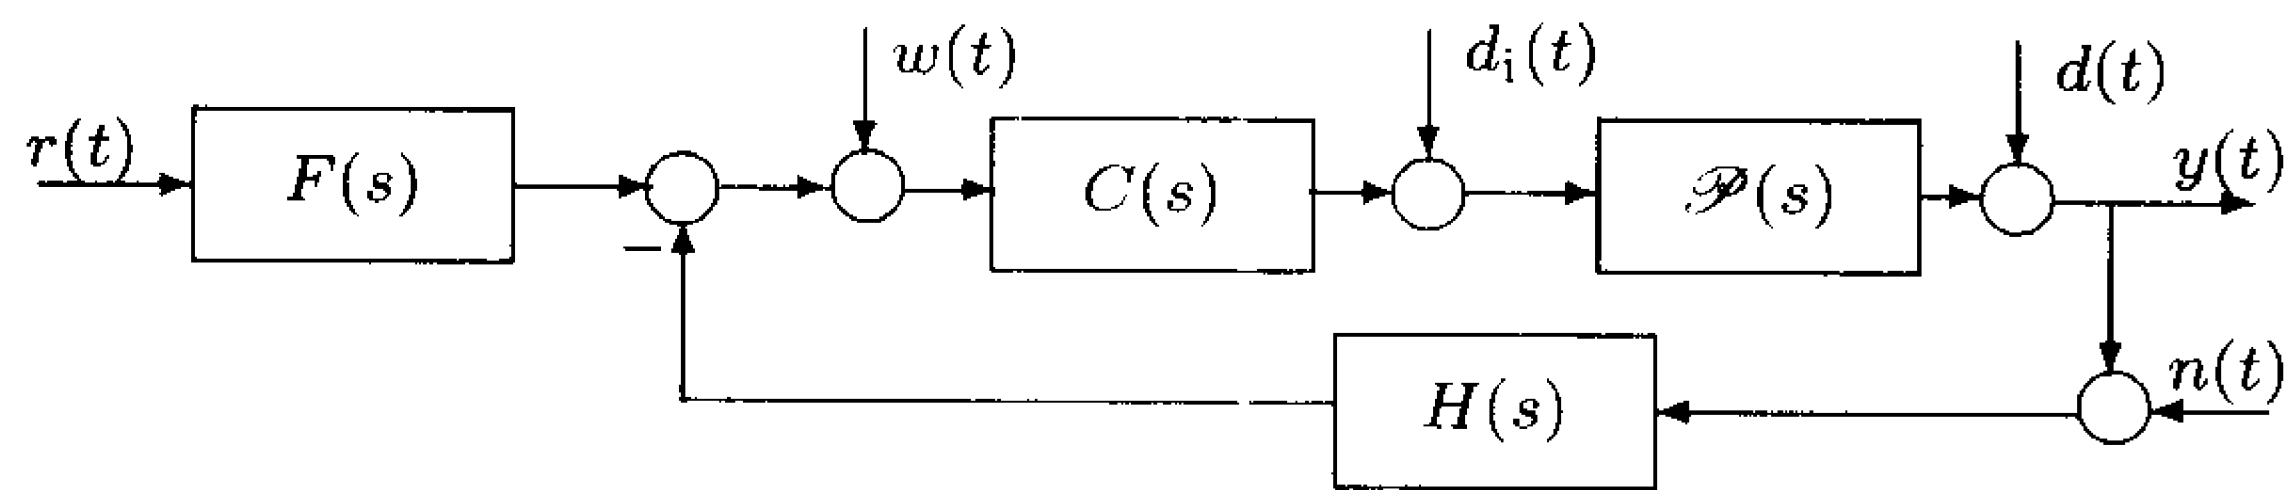 r(t)
F(s)
w(t)
C(s)
d_i(t)
𝒫(s)
d(t)
y(t)
−
H(s)
n(t)